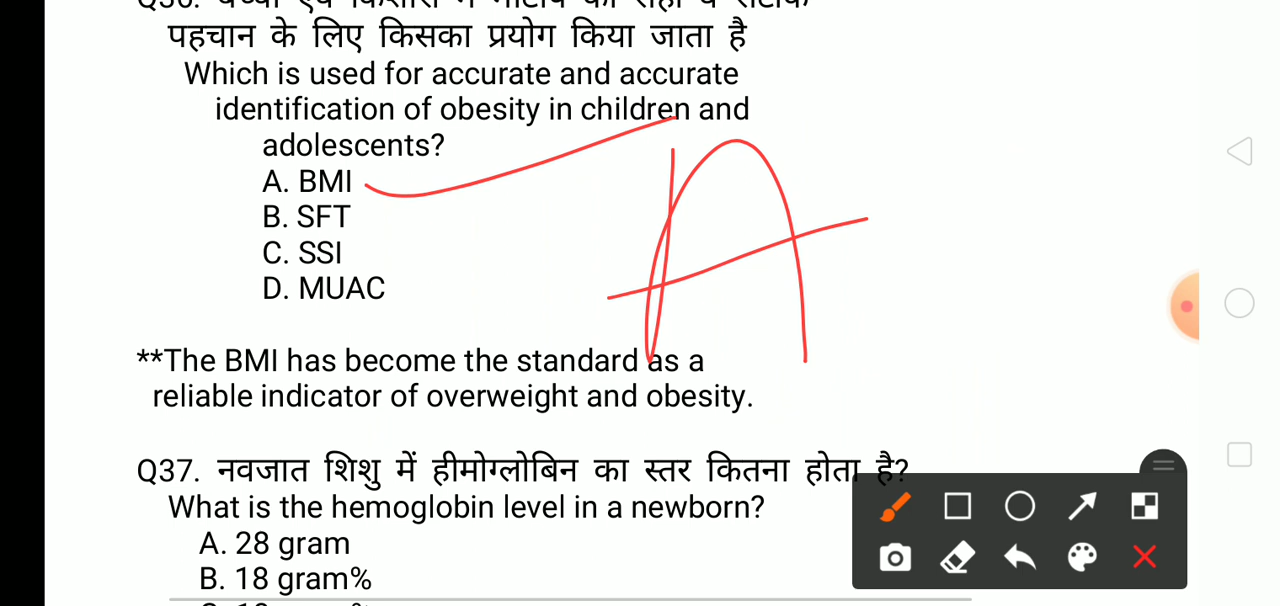 पहचान के लिए किसका प्रयोग किया जाता है
Which is used for accurate and accurate
identification of obesity in children and
adolescents?
A. BMI
B. SFT
C. SSI
D. MUAC
A
**The BMI has become the standard as a
reliable indicator of overweight and obesity.
Q37. नवजात शिशु में हीमोग्लोबिन का स्तर कितना होता है?
What is the hemoglobin level in a newborn?
A. 28 gram
B. 18 gram%